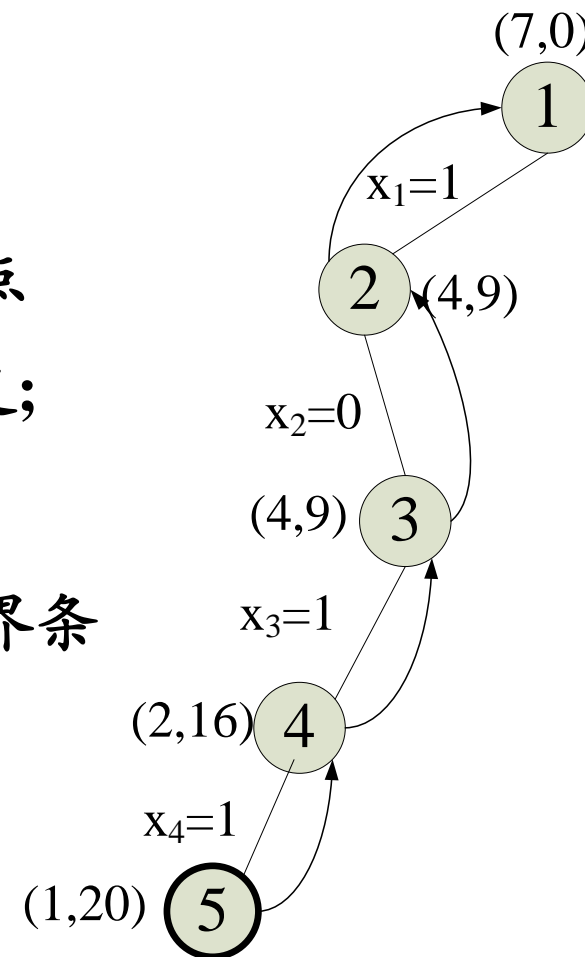 (7,0)
1
x₁=1
点
2
(4,9)
;
x₂=0
(4,9)
3
界条
x₃=1
(2,16)
4
x₄=1
(1,20)
5